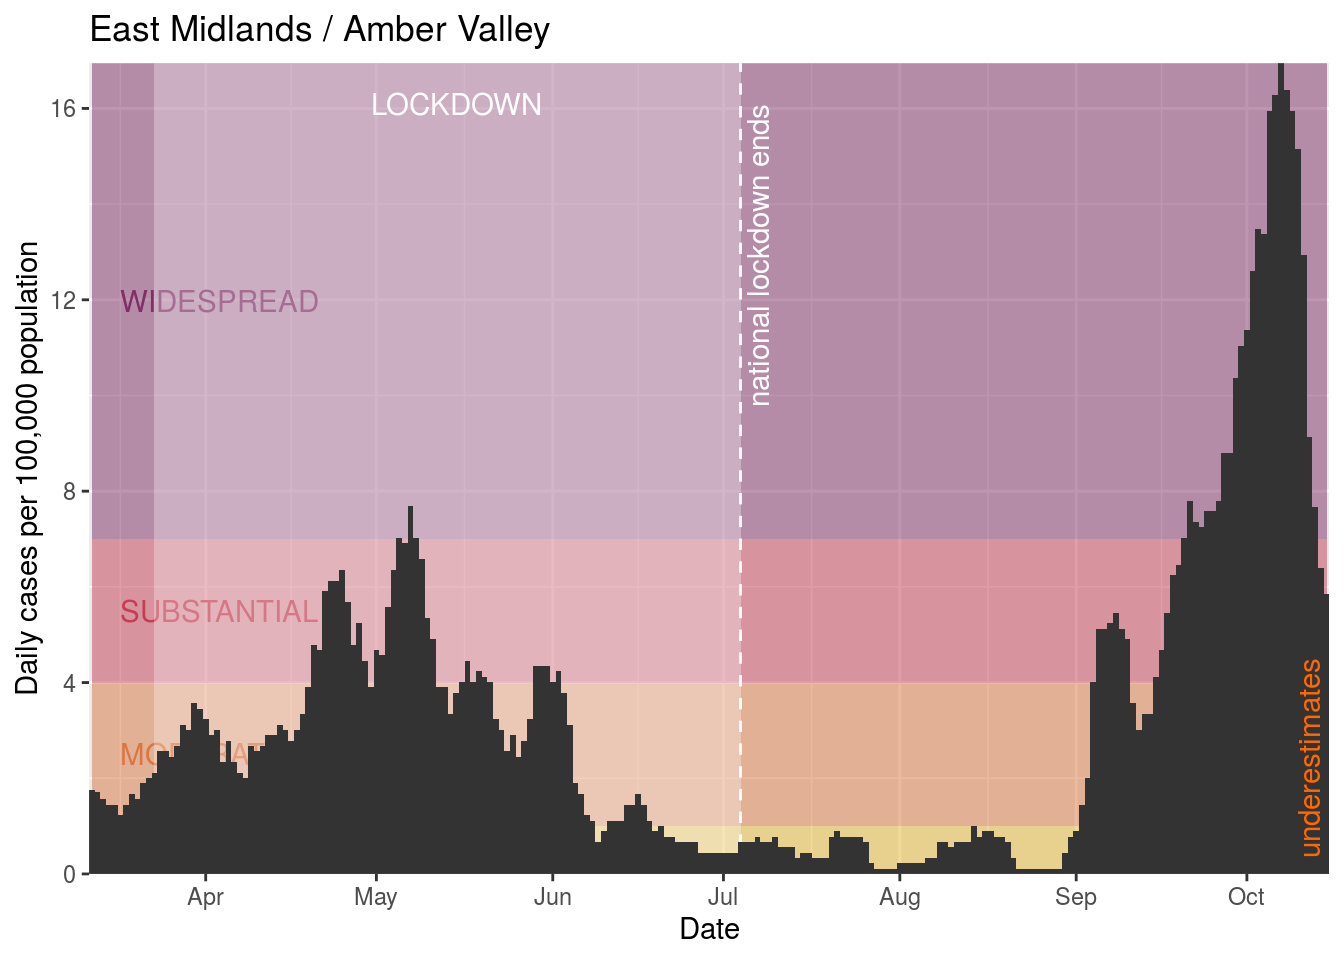 East Midlands / Amber Valley
Daily cases per 100,000 population
16
12
8
4
0
LOCKDOWN
national lockdown ends
WIDESPREAD
SUBSTANTIAL
underestimates
Apr
May
Jun
Jul
Aug
Sep
Oct
Date